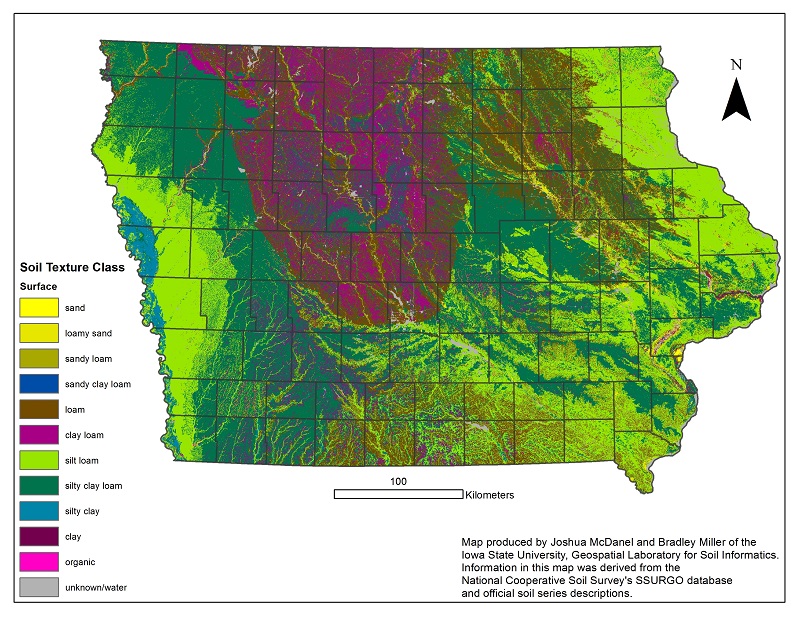 N
Soil Texture Class
Surface
sand
loamy sand
sandy loam
sandy clay loam
loam
clay loam
silt loam
silty clay loam
silty clay
clay
organic
unknown/water
100
Kilometers
Map produced by Joshua McDanel and Bradley Miller of the
Iowa State University, Geospatial Laboratory for Soil Informatics.
Information in this map was derived from the
National Cooperative Soil Survey's SSURGO database
and official soil series descriptions.